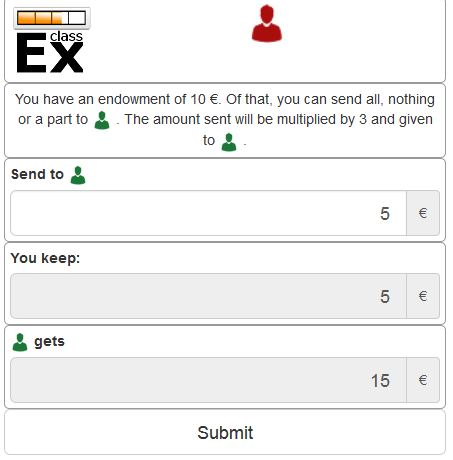 class
Ex
You have an endowment of 10 €. Of that, you can send all, nothing
or a part to . The amount sent will be multiplied by 3 and given
to .
Send to
5 €
You keep:
5 €
gets
15 €
Submit